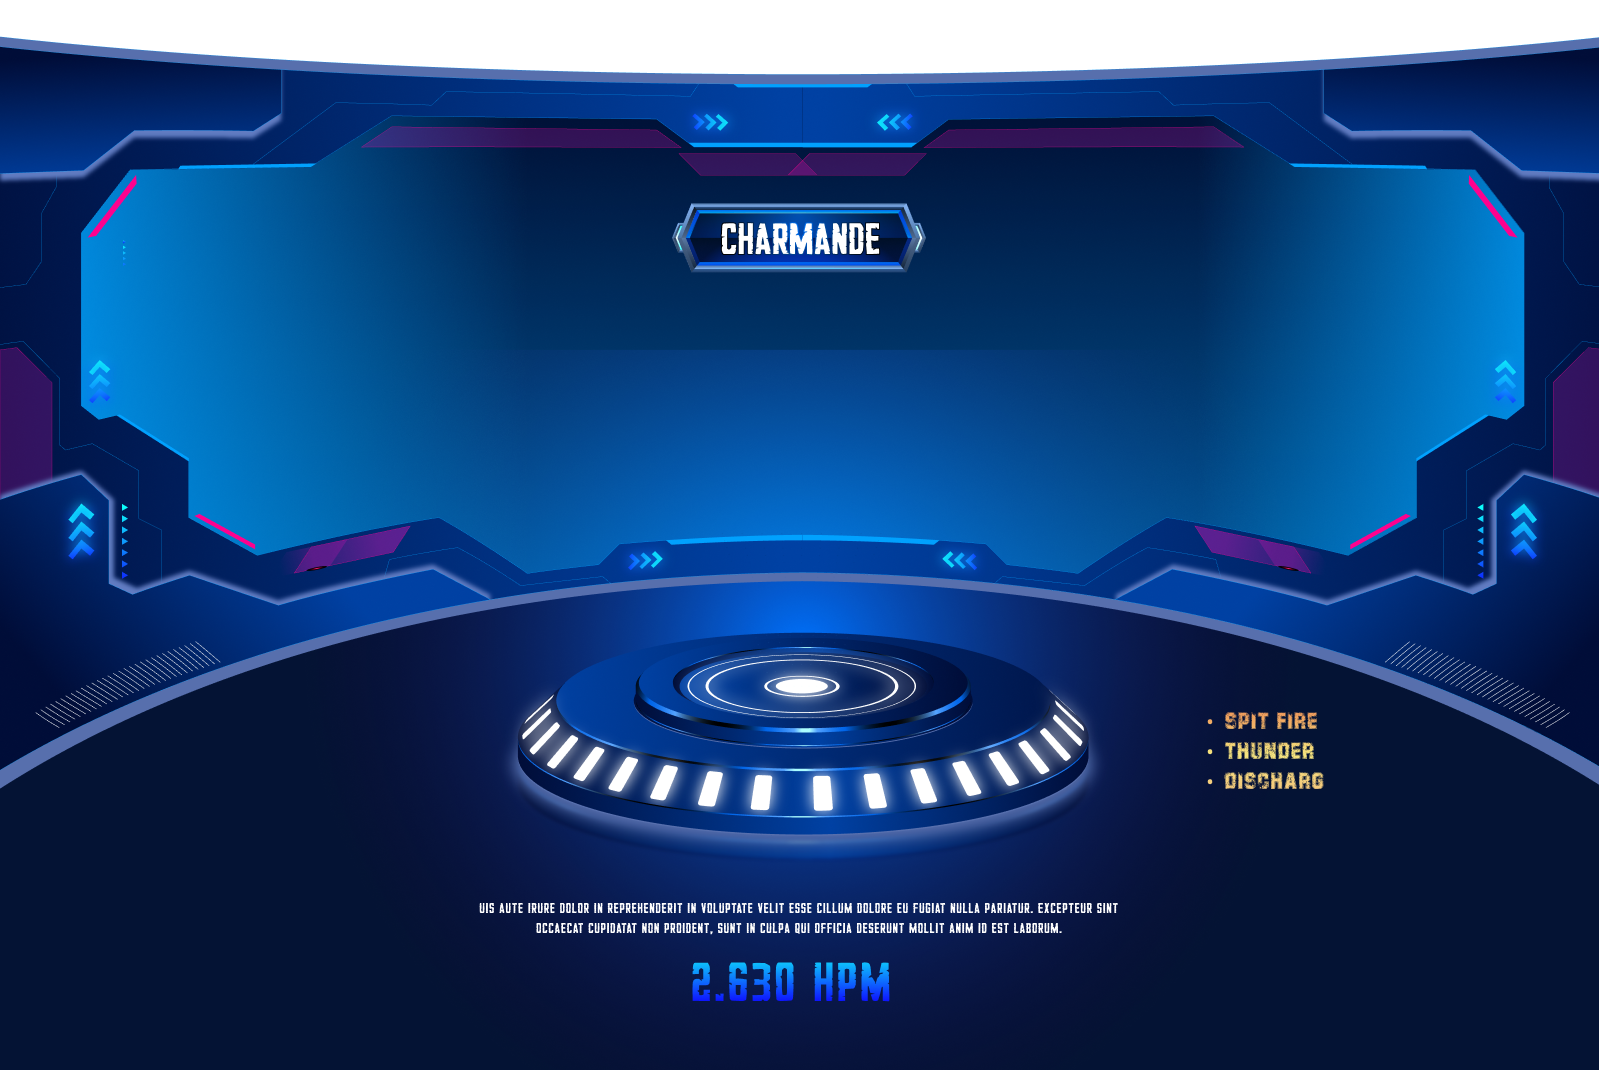 CHARMANDE
SPIT FIRE
THUNDER
DISCHARG
UIS AUTE IRURE DOLOR IN REPREHENDERIT IN VOLUPTATE VELIT ESSE CILLUM DOLORE EU FUGIAT NULLA PARIATUR. EXCEPTEUR SINT
OCCAECAT CUPIDATAT NON PROIDENT, SUNT IN CULPA QUI OFFICIA DESERUNT MOLLIT ANIM ID EST LABORUM.
2.630 HPM